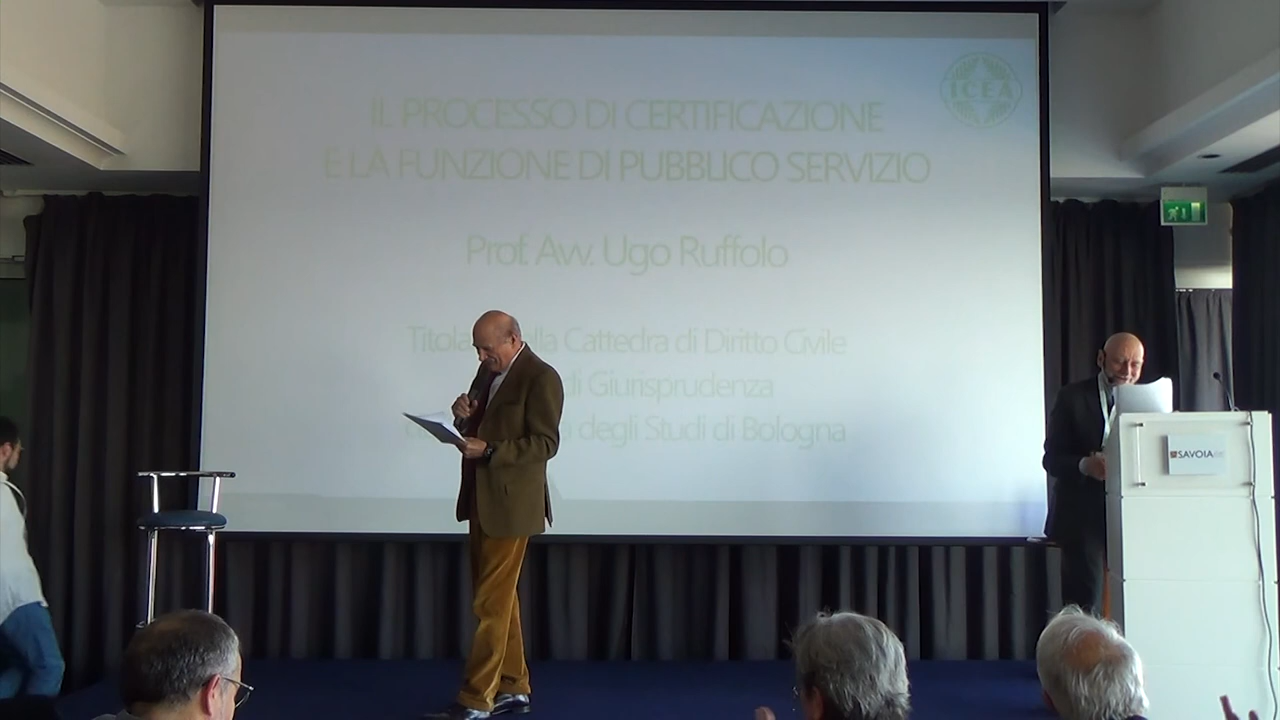 IL PROCESSO DI CERTIFICAZIONE
E LA FUNZIONE DI PUBBLICO SERVIZIO
ICEA
Prof. Avv. Ugo Ruffolo
Cattedra di Diritto Civile
di Giurisprudenza
degli Studi di Bologna
SAVOIA